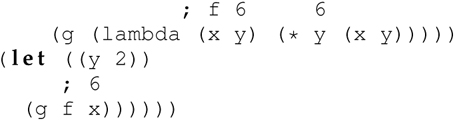 ; f 6 6
(g (lambda (x y) (* y (x y)))))
(let ((y 2))
; 6
(g f x))))))